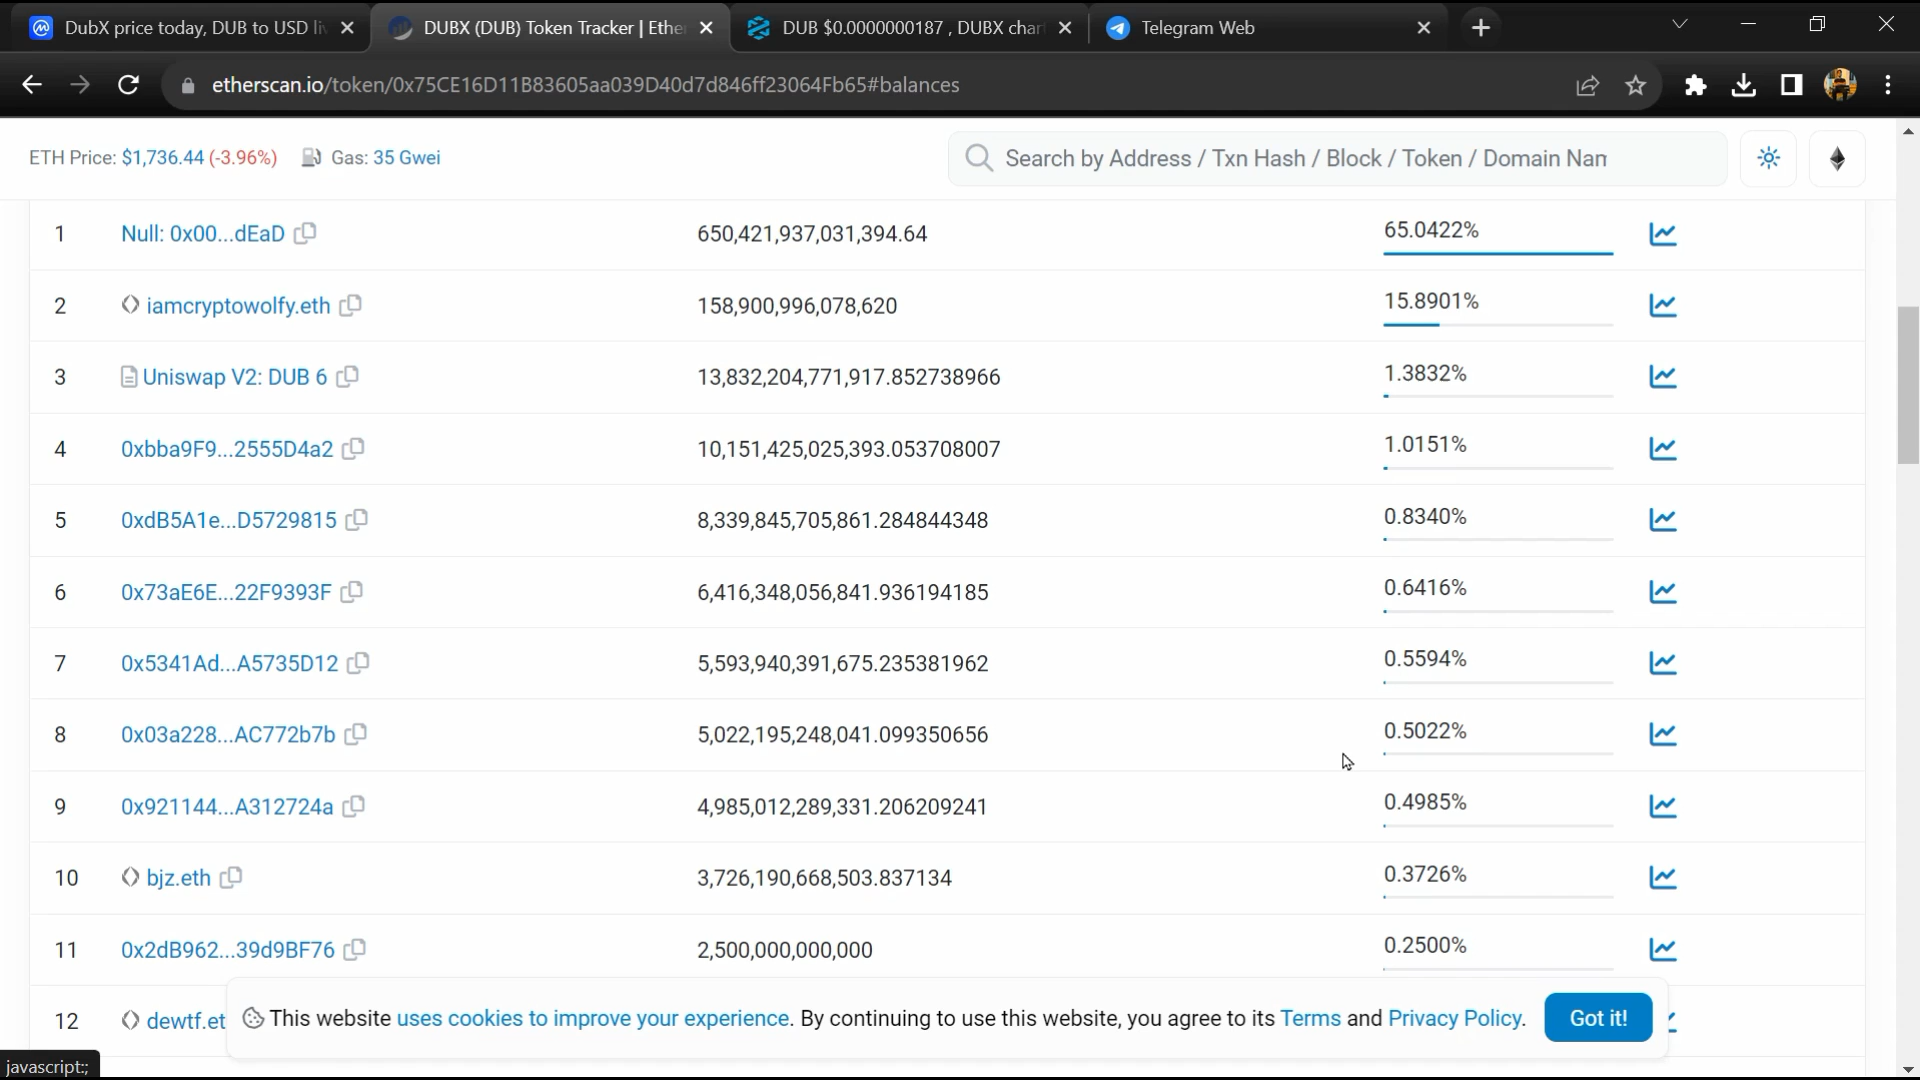 DubX price today, DUB to USD li
DUBX (DUB) Token Tracker | Ethe
DUB $0.0000000187 , DUBX char
Telegram Web
etherscan.io/token/0x75CE16D11B83605aa039D40d7d846ff23064Fb65#balances
ETH Price: $1,736.44 (-3.96%) Gas: 35 Gwei
Search by Address / Txn Hash / Block / Token / Domain Nam
1 Null: 0x00...dEaD 650,421,937,031,394.64 65.0422%
2 iamcryptowolfy.eth 158,900,996,078,620 15.8901%
3 Uniswap V2: DUB 6 13,832,204,771,917.852738966 1.3832%
4 0xbba9F9...2555D4a2 10,151,425,025,393.053708007 1.0151%
5 0xdB5A1e...D5729815 8,339,845,705,861.284844348 0.8340%
6 0x73aE6E...22F9393F 6,416,348,056,841.936194185 0.6416%
7 0x5341Ad...A5735D12 5,593,940,391,675.235381962 0.5594%
8 0x03a228...AC772b7b 5,022,195,248,041.099350656 0.5022%
9 0x921144...A312724a 4,985,012,289,331.206209241 0.4985%
10 bjz.eth 3,726,190,668,503.837134 0.3726%
11 0x2dB962...39d9BF76 2,500,000,000,000 0.2500%
12 dewtf.et
This website uses cookies to improve your experience. By continuing to use this website, you agree to its Terms and Privacy Policy. Got it!
javascript:;